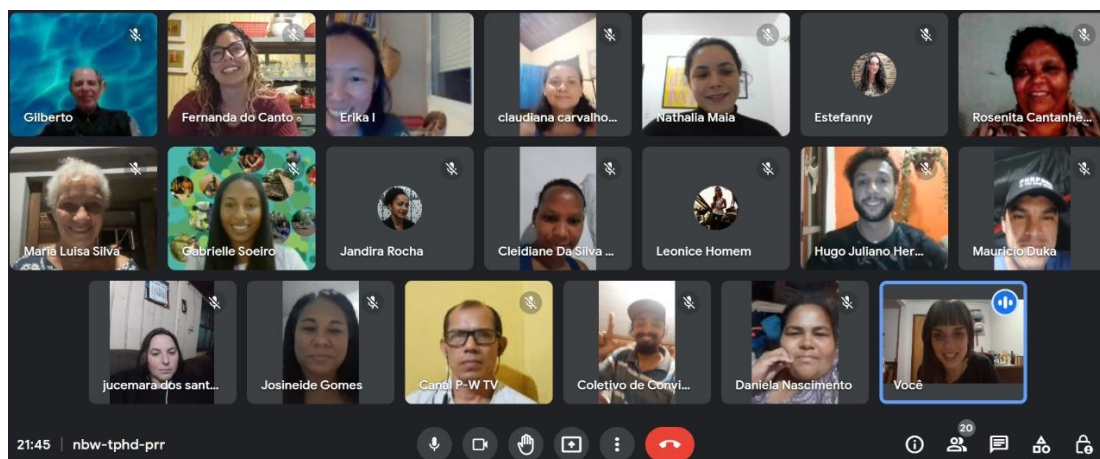 Gilberto
Fernanda do Canto
Erika I
claudiana carvalho...
Nathalia Maia
Estefanny
Rosenita Cantanhê...
Maria Luisa Silva
Gabrielle Soeiro
Jandira Rocha
Cleidiane Da Silva ...
Leonice Homem
Hugo Juliano Her...
Mauricio Duka
jucemara dos sant...
Josineide Gomes
Canal P-W TV
Coletivo de Convi...
Daniela Nascimento
Você
21:45 | nbw-tphd-prr
20